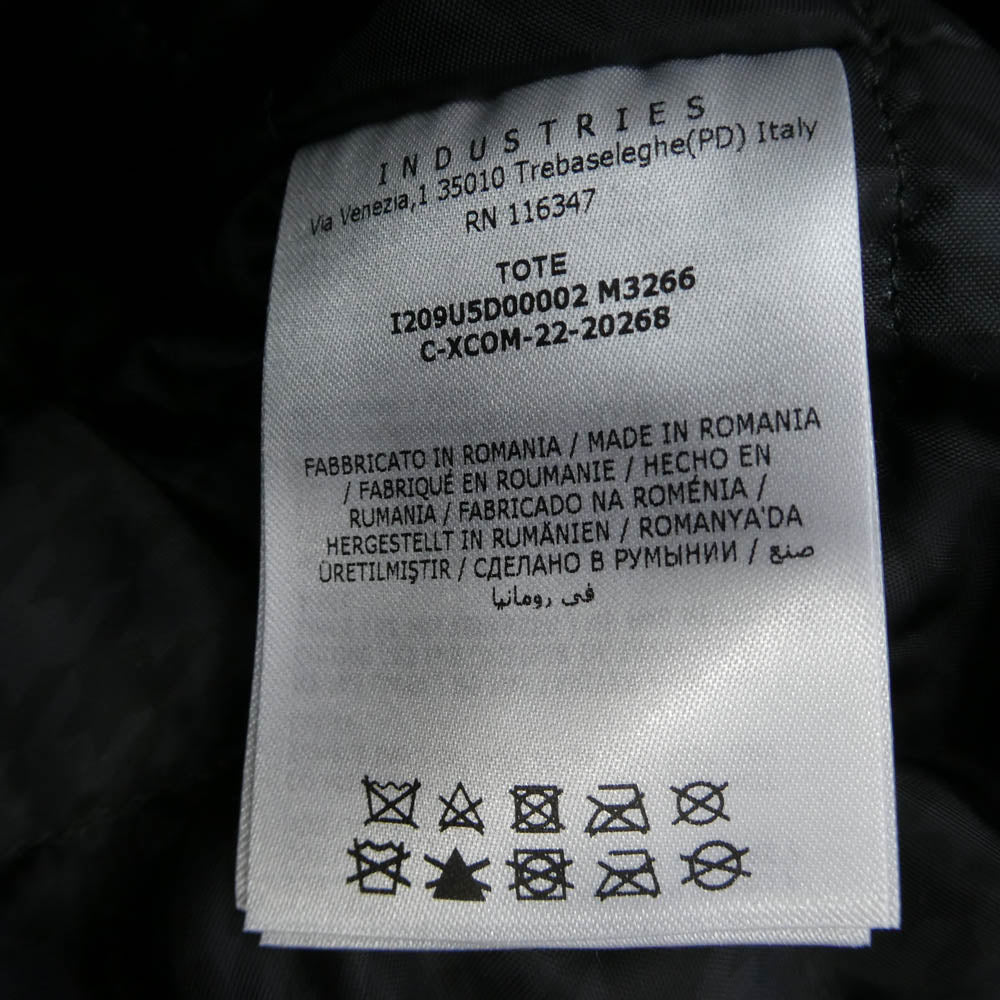 INDUSTRIES
Via Venezia,1 35010 Trebaseleghe(PD) Italy
RN 116347
TOTE
I209U5D00002 M3266
C-XCOM-22-20268
FABBRICATO IN ROMANIA / MADE IN ROMANIA
/ FABRIQUÉ EN ROUMANIE / HECHO EN
RUMANIA / FABRICADO NA ROMÉNIA /
HERGESTELLT IN RUMÄNIEN / ROMANYA'DA
ÜRETILMIŞTIR / СДЕЛАНО В РУМЫНИИ / صنع
في رومانيا